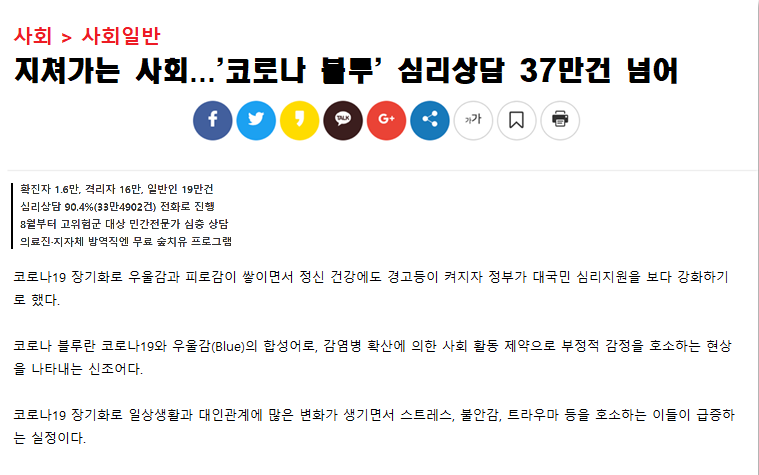 사회 > 사회일반
지쳐가는 사회...'코로나 블루' 심리상담 37만건 넘어
f
TALK
G+
가가
확진자 1.6만, 격리자 16만, 일반인 19만건
심리상담 90.4%(33만4902건) 전화로 진행
8월부터 고위험군 대상 민간전문가 심층 상담
의료진·지자체 방역직엔 무료 숲치유 프로그램
코로나19 장기화로 우울감과 피로감이 쌓이면서 정신 건강에도 경고등이 켜지자 정부가 대국민 심리지원을 보다 강화하기
로 했다.
코로나 블루란 코로나19와 우울감(Blue)의 합성어로, 감염병 확산에 의한 사회 활동 제약으로 부정적 감정을 호소하는 현상
을 나타내는 신조어다.
코로나19 장기화로 일상생활과 대인관계에 많은 변화가 생기면서 스트레스, 불안감, 트라우마 등을 호소하는 이들이 급증하
는 실정이다.